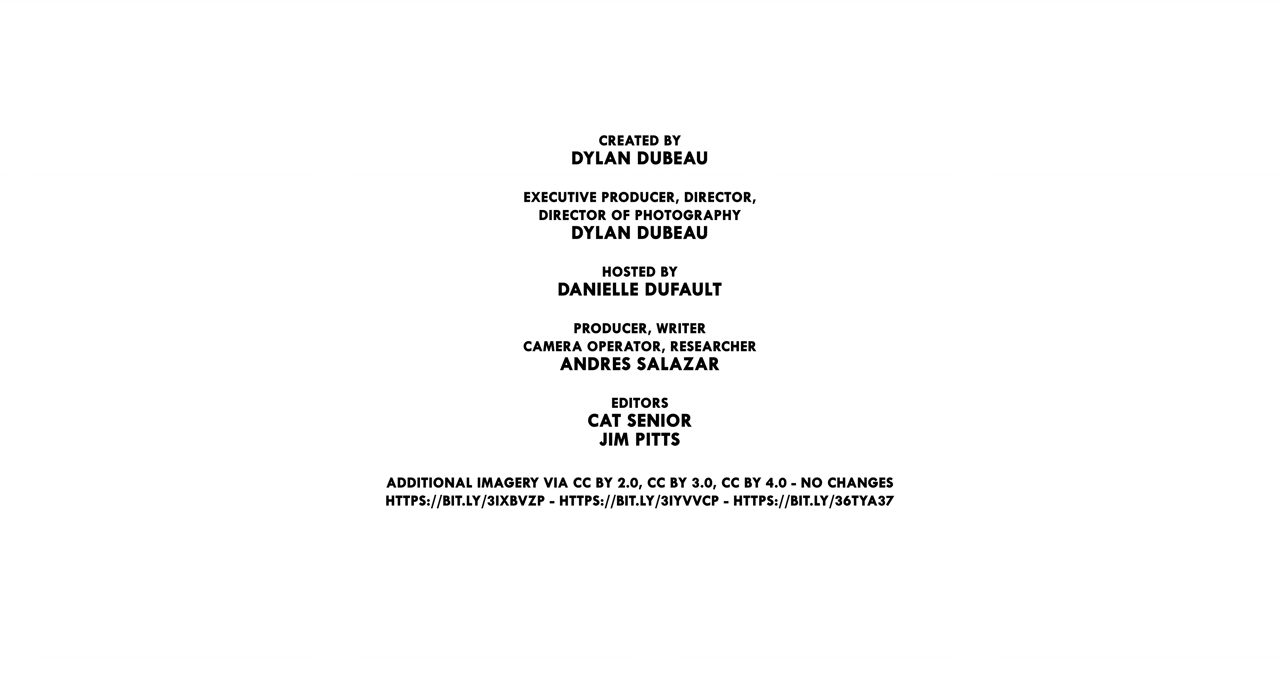 CREATED BY
DYLAN DUBEAU
EXECUTIVE PRODUCER, DIRECTOR,
DIRECTOR OF PHOTOGRAPHY
DYLAN DUBEAU
HOSTED BY
DANIELLE DUFAULT
PRODUCER, WRITER
CAMERA OPERATOR, RESEARCHER
ANDRES SALAZAR
EDITORS
CAT SENIOR
JIM PITTS
ADDITIONAL IMAGERY VIA CC BY 2.0, CC BY 3.0, CC BY 4.0 - NO CHANGES
HTTPS://BIT.LY/3IXBVZP - HTTPS://BIT.LY/3IYVVCP - HTTPS://BIT.LY/36TYA37